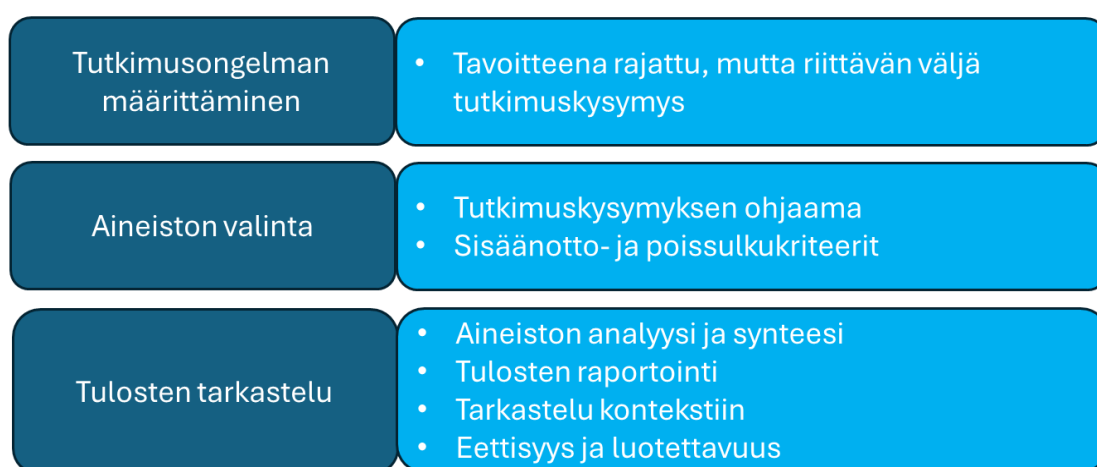 Tutkimusongelman
määrittäminen
• Tavoitteena rajattu, mutta riittävän väljä
tutkimuskysymys
Aineiston valinta
• Tutkimuskysymyksen ohjaama
• Sisäänotto- ja poissulkukriteerit
Tulosten tarkastelu
• Aineiston analyysi ja synteesi
• Tulosten raportointi
• Tarkastelu kontekstiin
• Eettisyys ja luotettavuus